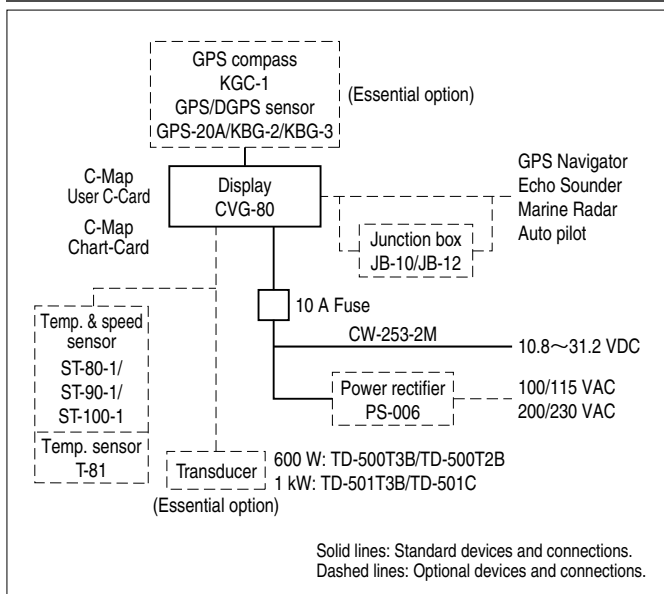 GPS compass
KGC-1
GPS/DGPS sensor
GPS-20A/KBG-2/KBG-3
(Essential option)
C-Map
User C-Card
C-Map
Chart-Card
Display
CVG-80
GPS Navigator
Echo Sounder
Marine Radar
Auto pilot
Junction box
JB-10/JB-12
10 A Fuse
CW-253-2M
10.8～31.2 VDC
Power rectifier
PS-006
100/115 VAC
200/230 VAC
Temp. & speed
sensor
ST-80-1/
ST-90-1/
ST-100-1
Temp. sensor
T-81
Transducer
(Essential option)
600 W: TD-500T3B/TD-500T2B
1 kW: TD-501T3B/TD-501C
Solid lines: Standard devices and connections.
Dashed lines: Optional devices and connections.